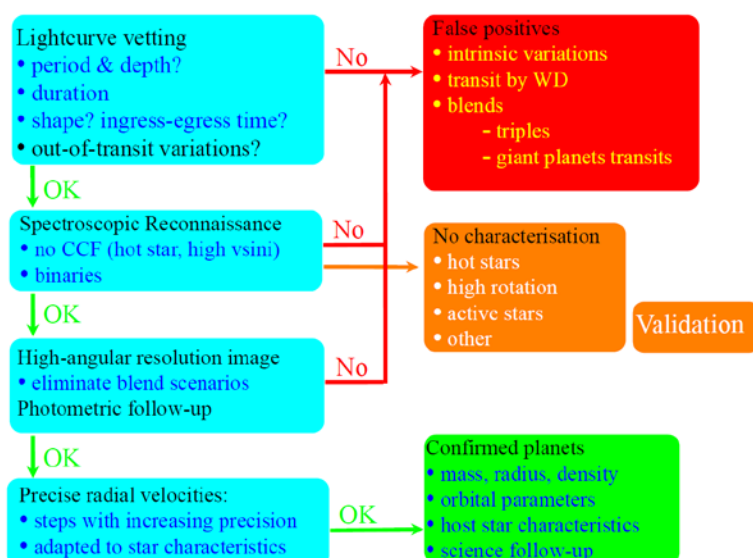 Lightcurve vetting
• period & depth?
• duration
• shape? ingress-egress time?
• out-of-transit variations?
No
False positives
• intrinsic variations
• transit by WD
• blends
- triples
- giant planets transits
OK
Spectroscopic Reconnaissance
• no CCF (hot star, high vsini)
• binaries
No
No characterisation
• hot stars
• high rotation
• active stars
• other
Validation
OK
High-angular resolution image
• eliminate blend scenarios
Photometric follow-up
No
OK
Precise radial velocities:
• steps with increasing precision
• adapted to star characteristics
OK
Confirmed planets
• mass, radius, density
• orbital parameters
• host star characteristics
• science follow-up